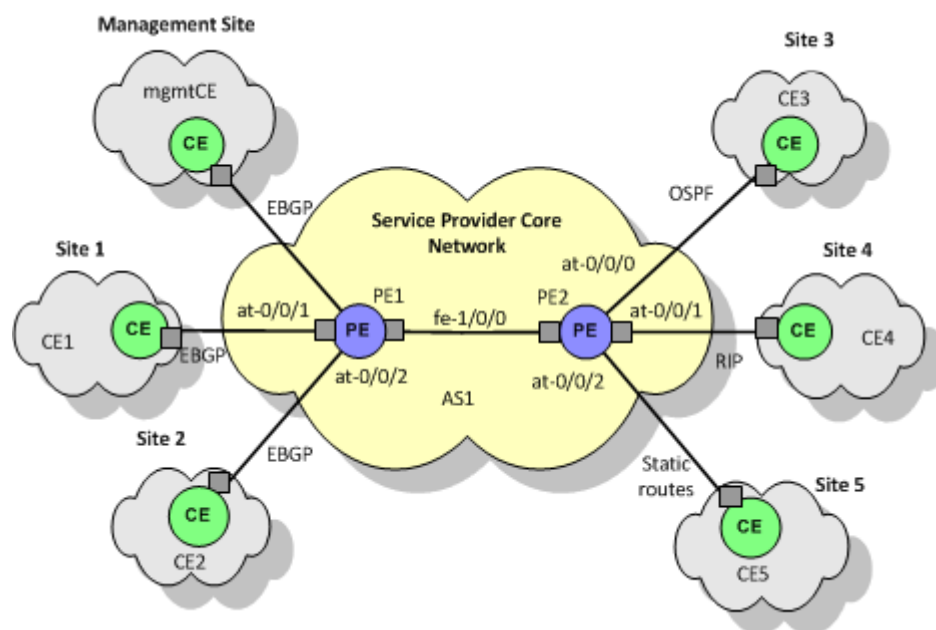 Management Site
mgmtCE
CE
EBGP
Site 3
CE3
CE
OSPF
Service Provider Core
Network
Site 1
CE1
CE
EBGP
at-0/0/1
PE1
PE
at-0/0/2
fe-1/0/0
at-0/0/0
PE2
PE
at-0/0/1
at-0/0/2
AS1
Site 4
CE
CE4
RIP
Site 2
EBGP
CE
CE2
Static
routes
Site 5
CE
CE5